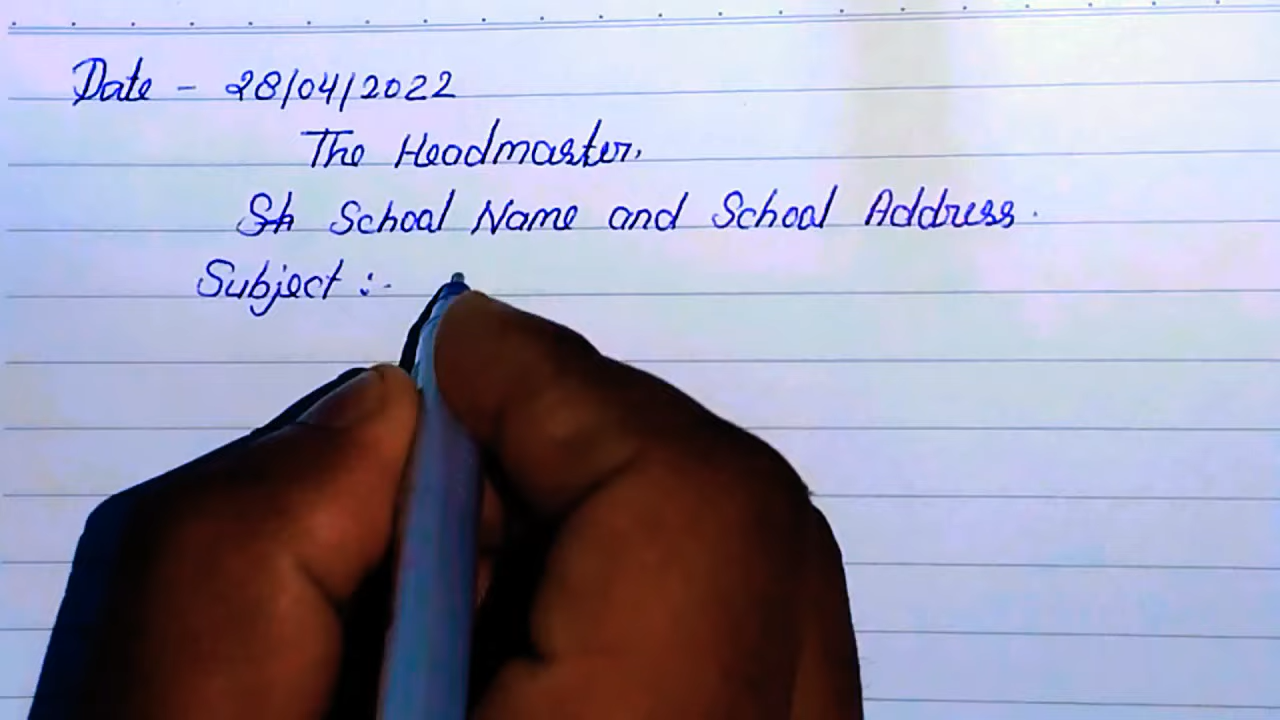 Date - 28/04/2022
The Headmaster,
Sh School Name and School Address.
Subject :-